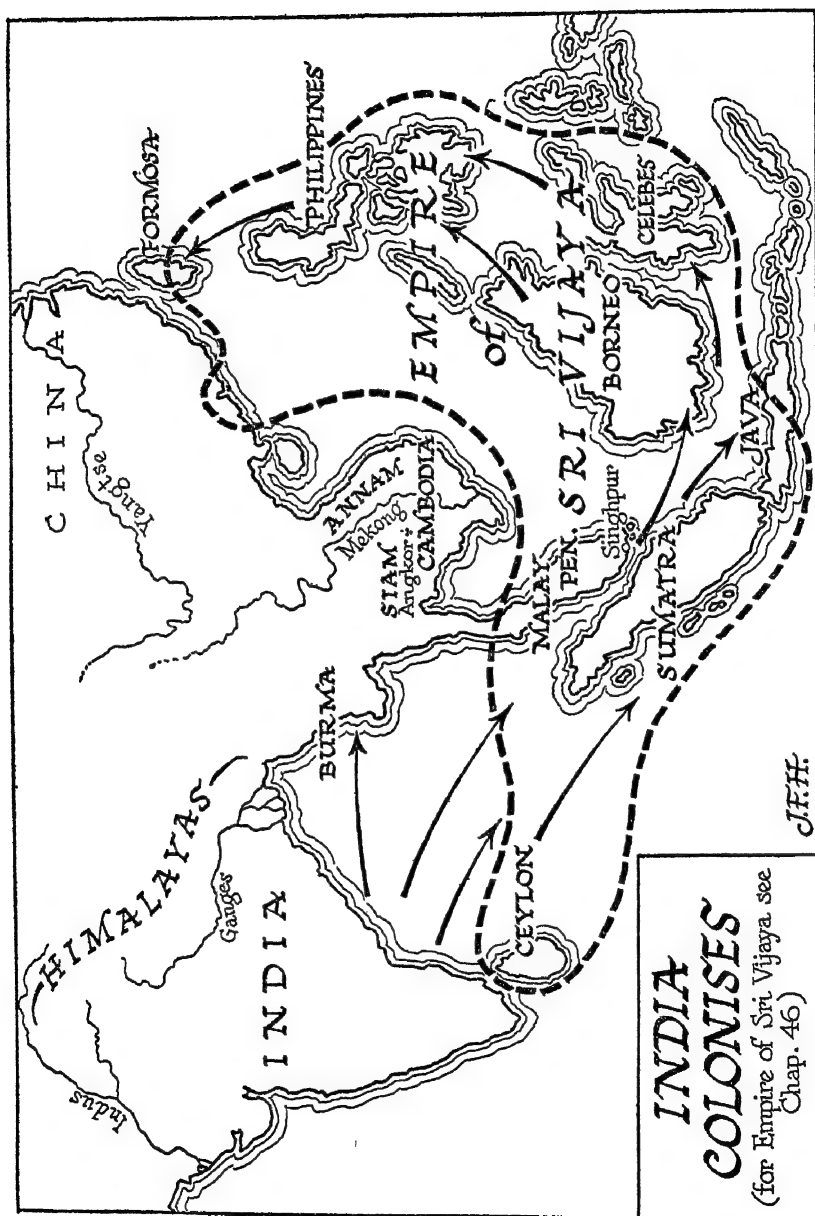 CHINA
Yangtse
HIMALAYAS
Indus
Ganges
INDIA
BURMA
FORMOSA
PHILIPPINES
ANNAM
Mekong
SIAM
Angkor
CAMBODIA
EMPIRE
of
SRI VIJAYA
MALAY
PEN.
Singhpur
BORNEO
CELEBES
CEYLON
SUMATRA
JAVA
INDIA
COLONISES
(for Empire of Sri Vijaya see
Chap. 46)
J.F.H.